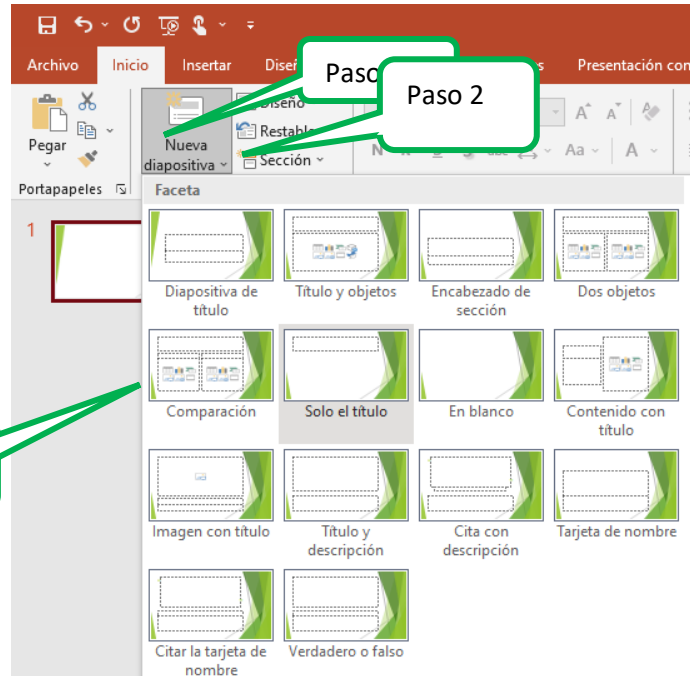 Archivo Inicio Insertar Presentación con
Paso
Paso 2
Pegar
Nueva
diapositiva
Diseño
Sección
N
abc Aa A
Portapapeles
Faceta
1
Diapositiva de
título
Título y objetos
Encabezado de
sección
Dos objetos
Comparación
Solo el título
En blanco
Contenido con
título
Imagen con título
Título y
descripción
Cita con
descripción
Tarjeta de nombre
Citar la tarjeta de
nombre
Verdadero o falso